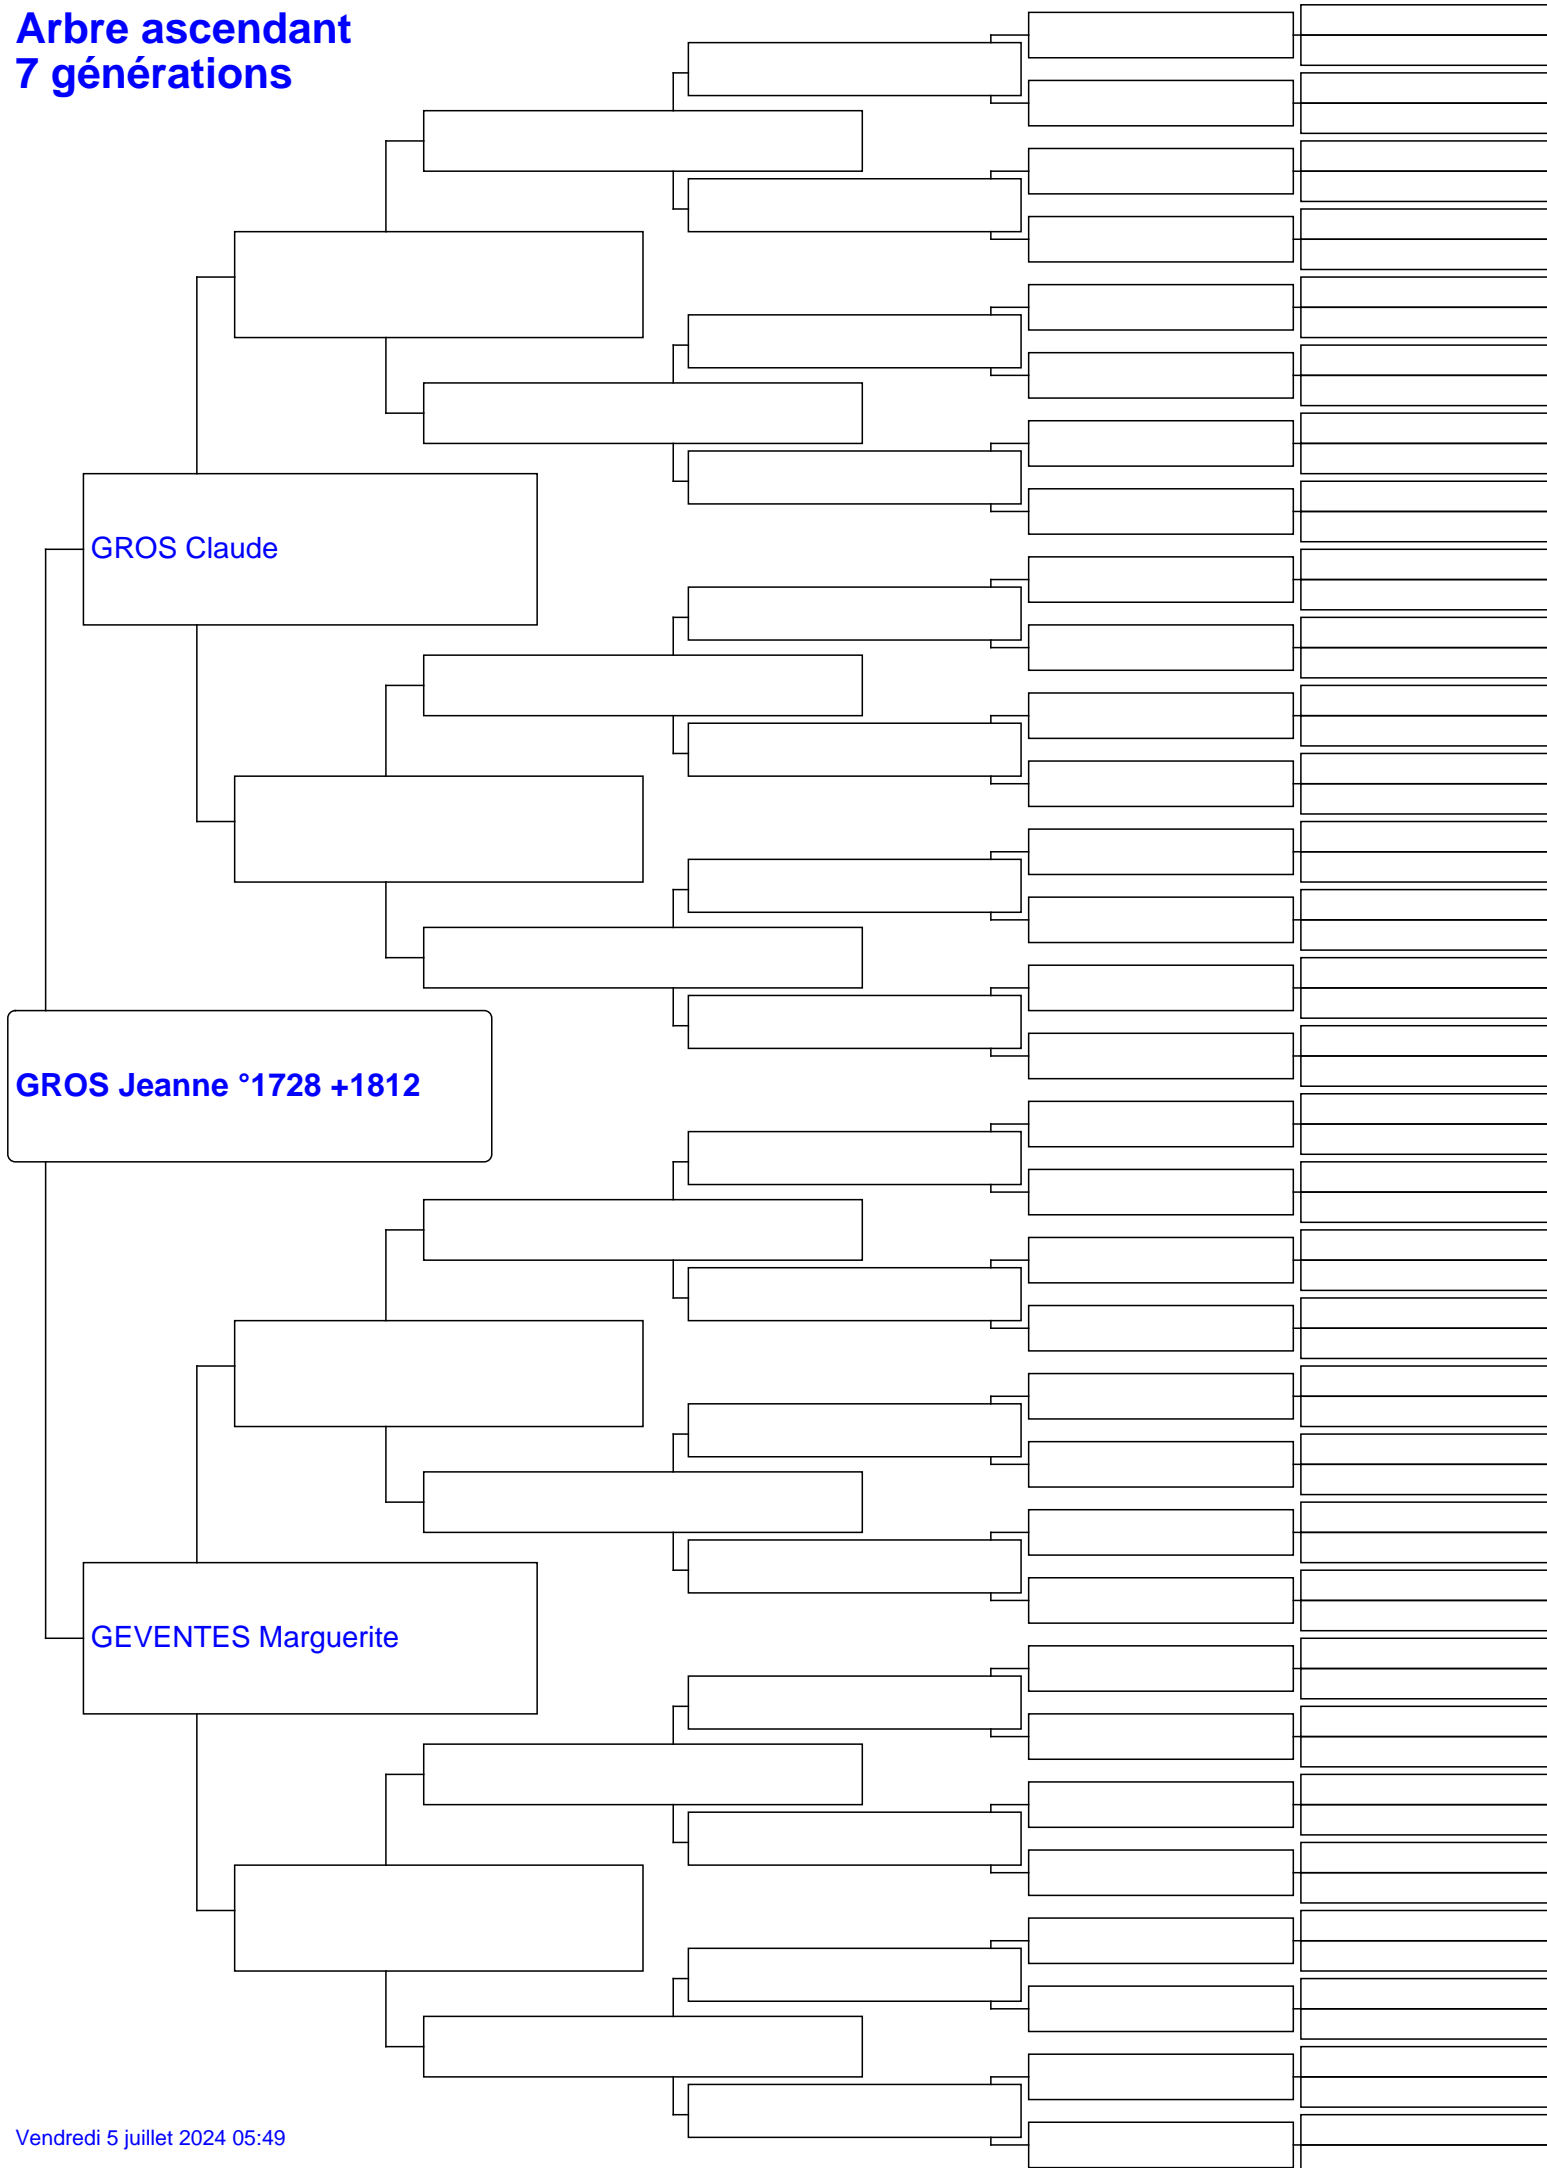 Arbre ascendant
7 générations
GROS Claude
GROS Jeanne °1728 +1812
GEVENTES Marguerite
Vendredi 5 juillet 2024 05:49